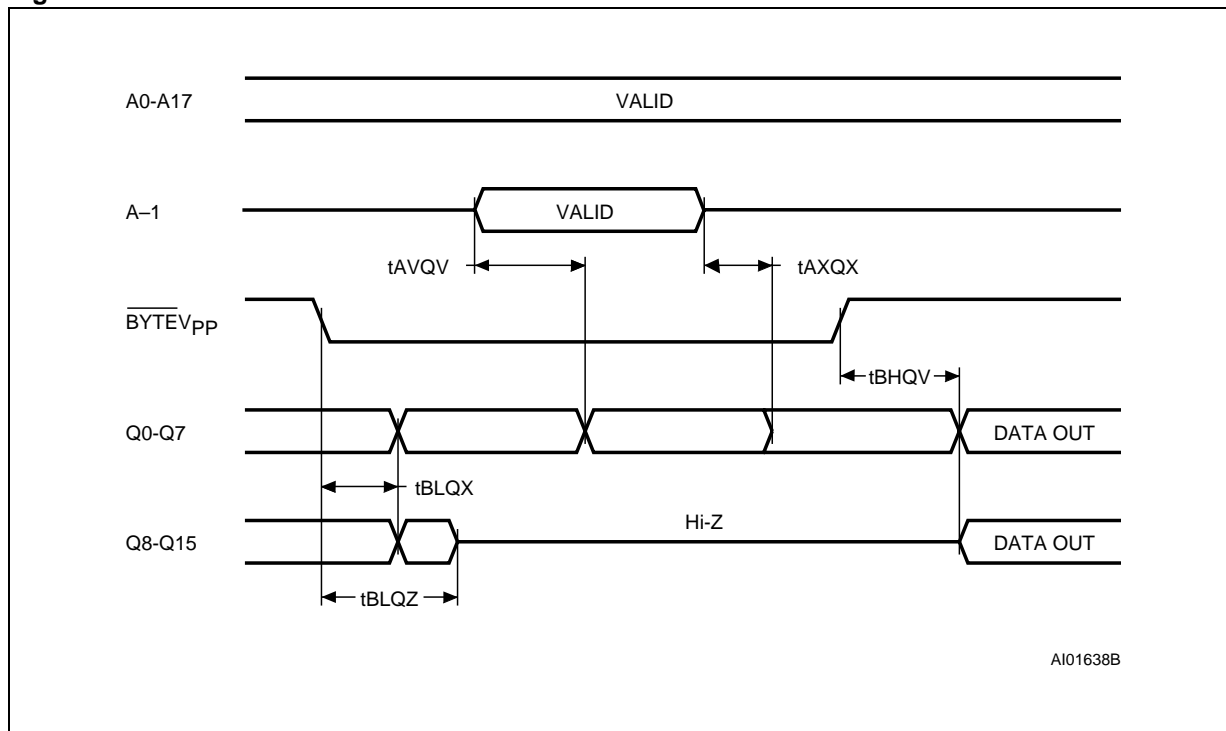 A0-A17 VALID
A–1 VALID
tAVQV tAXQX
BYTEVPP
tBHQV
Q0-Q7 DATA OUT
tBLQX
Q8-Q15 Hi-Z DATA OUT
tBLQZ
AI01638B